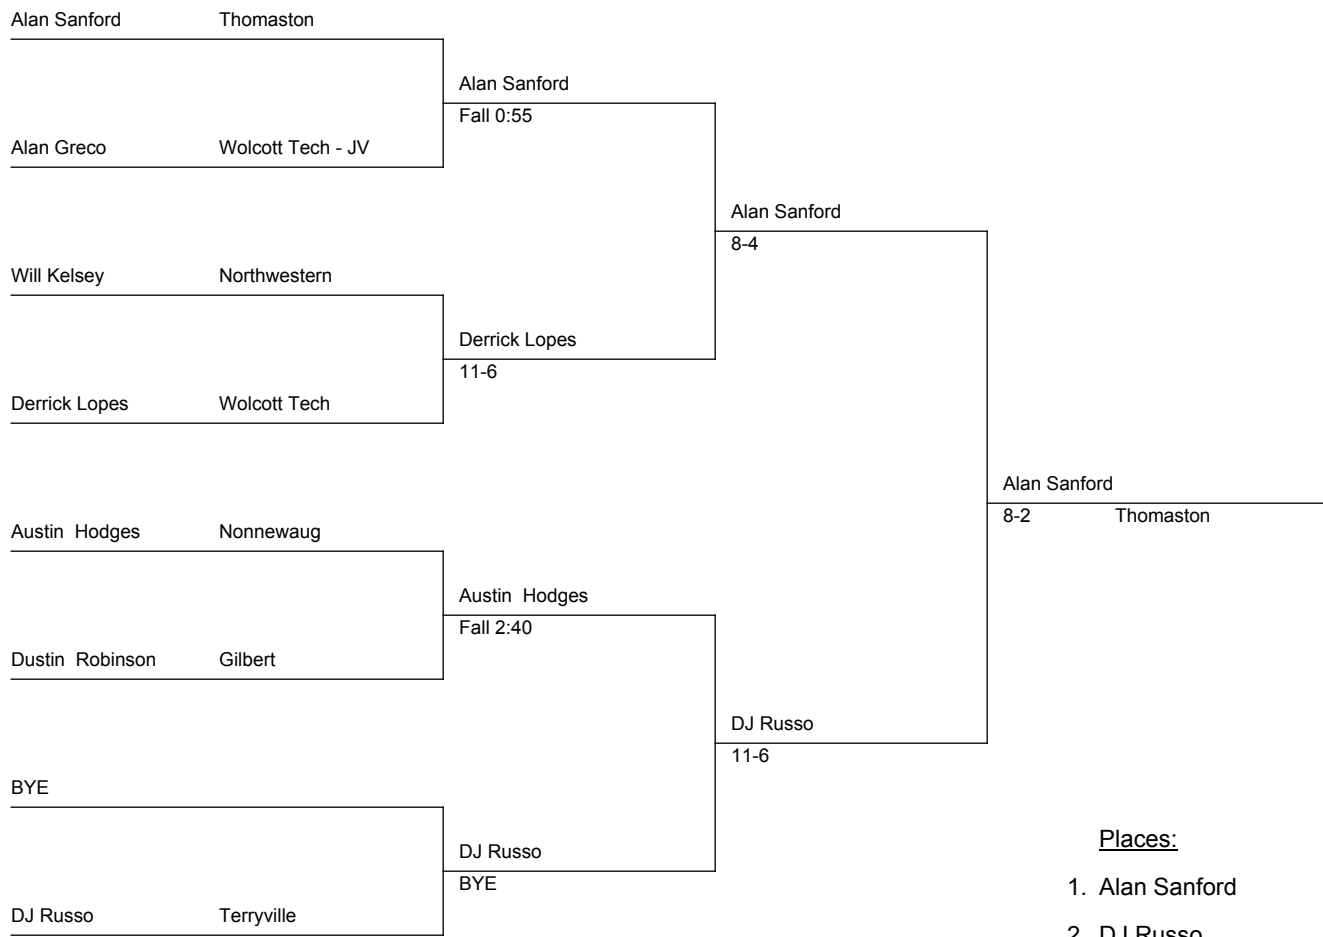 Alan Sanford Thomaston
Alan Sanford
Fall 0:55
Alan Greco Wolcott Tech - JV
Alan Sanford
8-4
Will Kelsey Northwestern
Derrick Lopes
11-6
Derrick Lopes Wolcott Tech
Alan Sanford
8-2 Thomaston
Austin  Hodges Nonnewaug
Austin  Hodges
Fall 2:40
Dustin  Robinson Gilbert
DJ Russo
11-6
BYE
Places:
DJ Russo
BYE
1. Alan Sanford
DJ Russo Terryville
2. DJ Russo